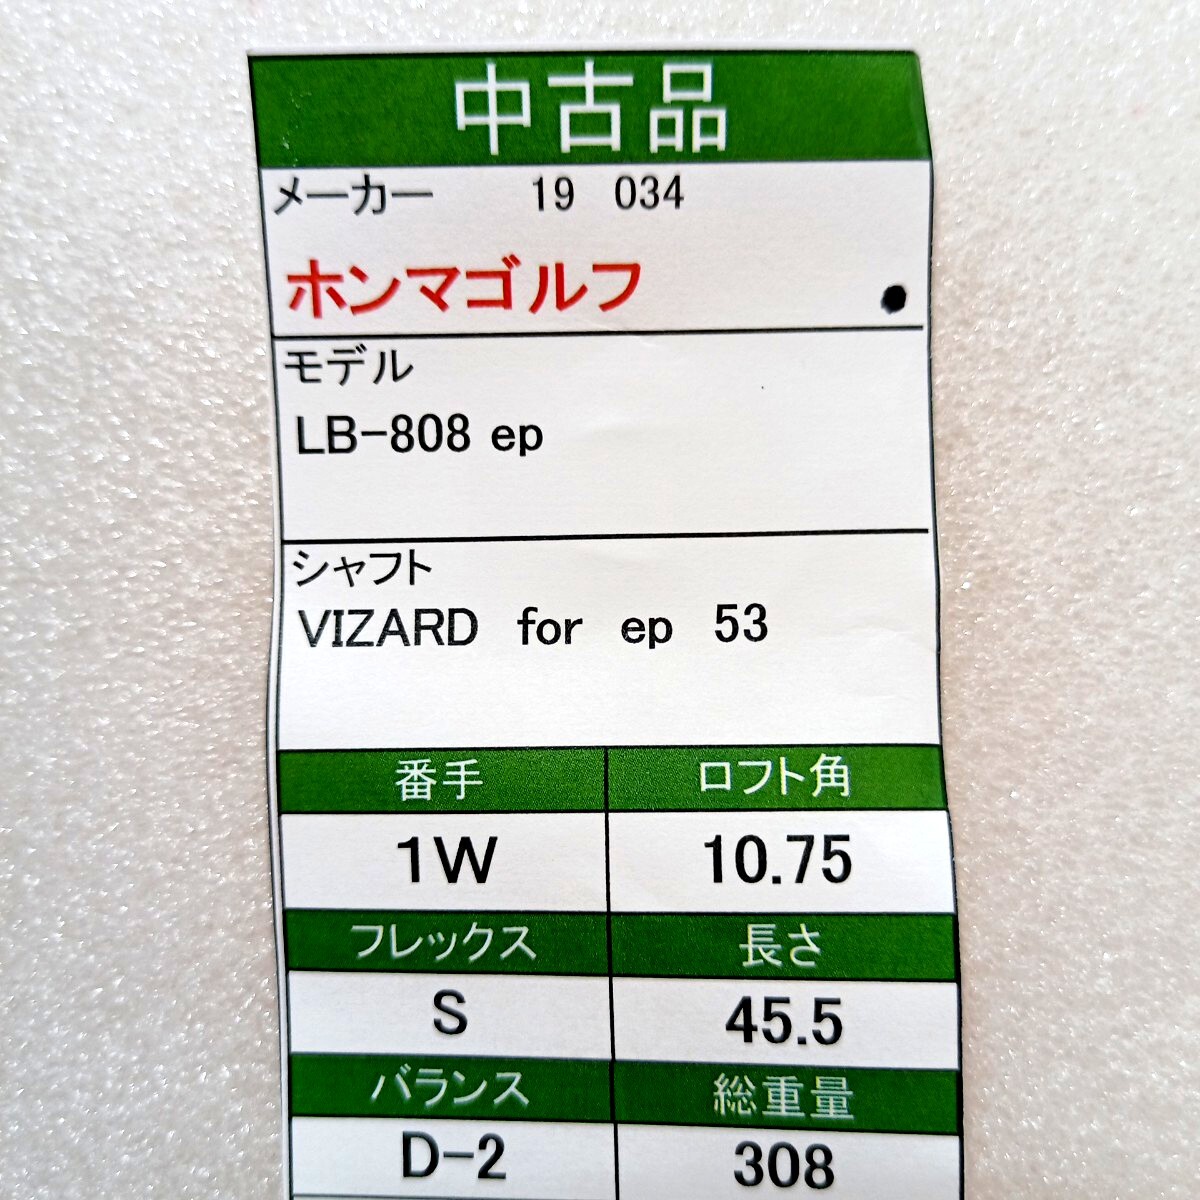 中古品
メーカー 19 034
ホンマゴルフ
モデル
LB-808 ep
シャフト
VIZARD for ep 53
番手 ロフト角
1W 10.75
フレックス 長さ
S 45.5
バランス 総重量
D-2 308